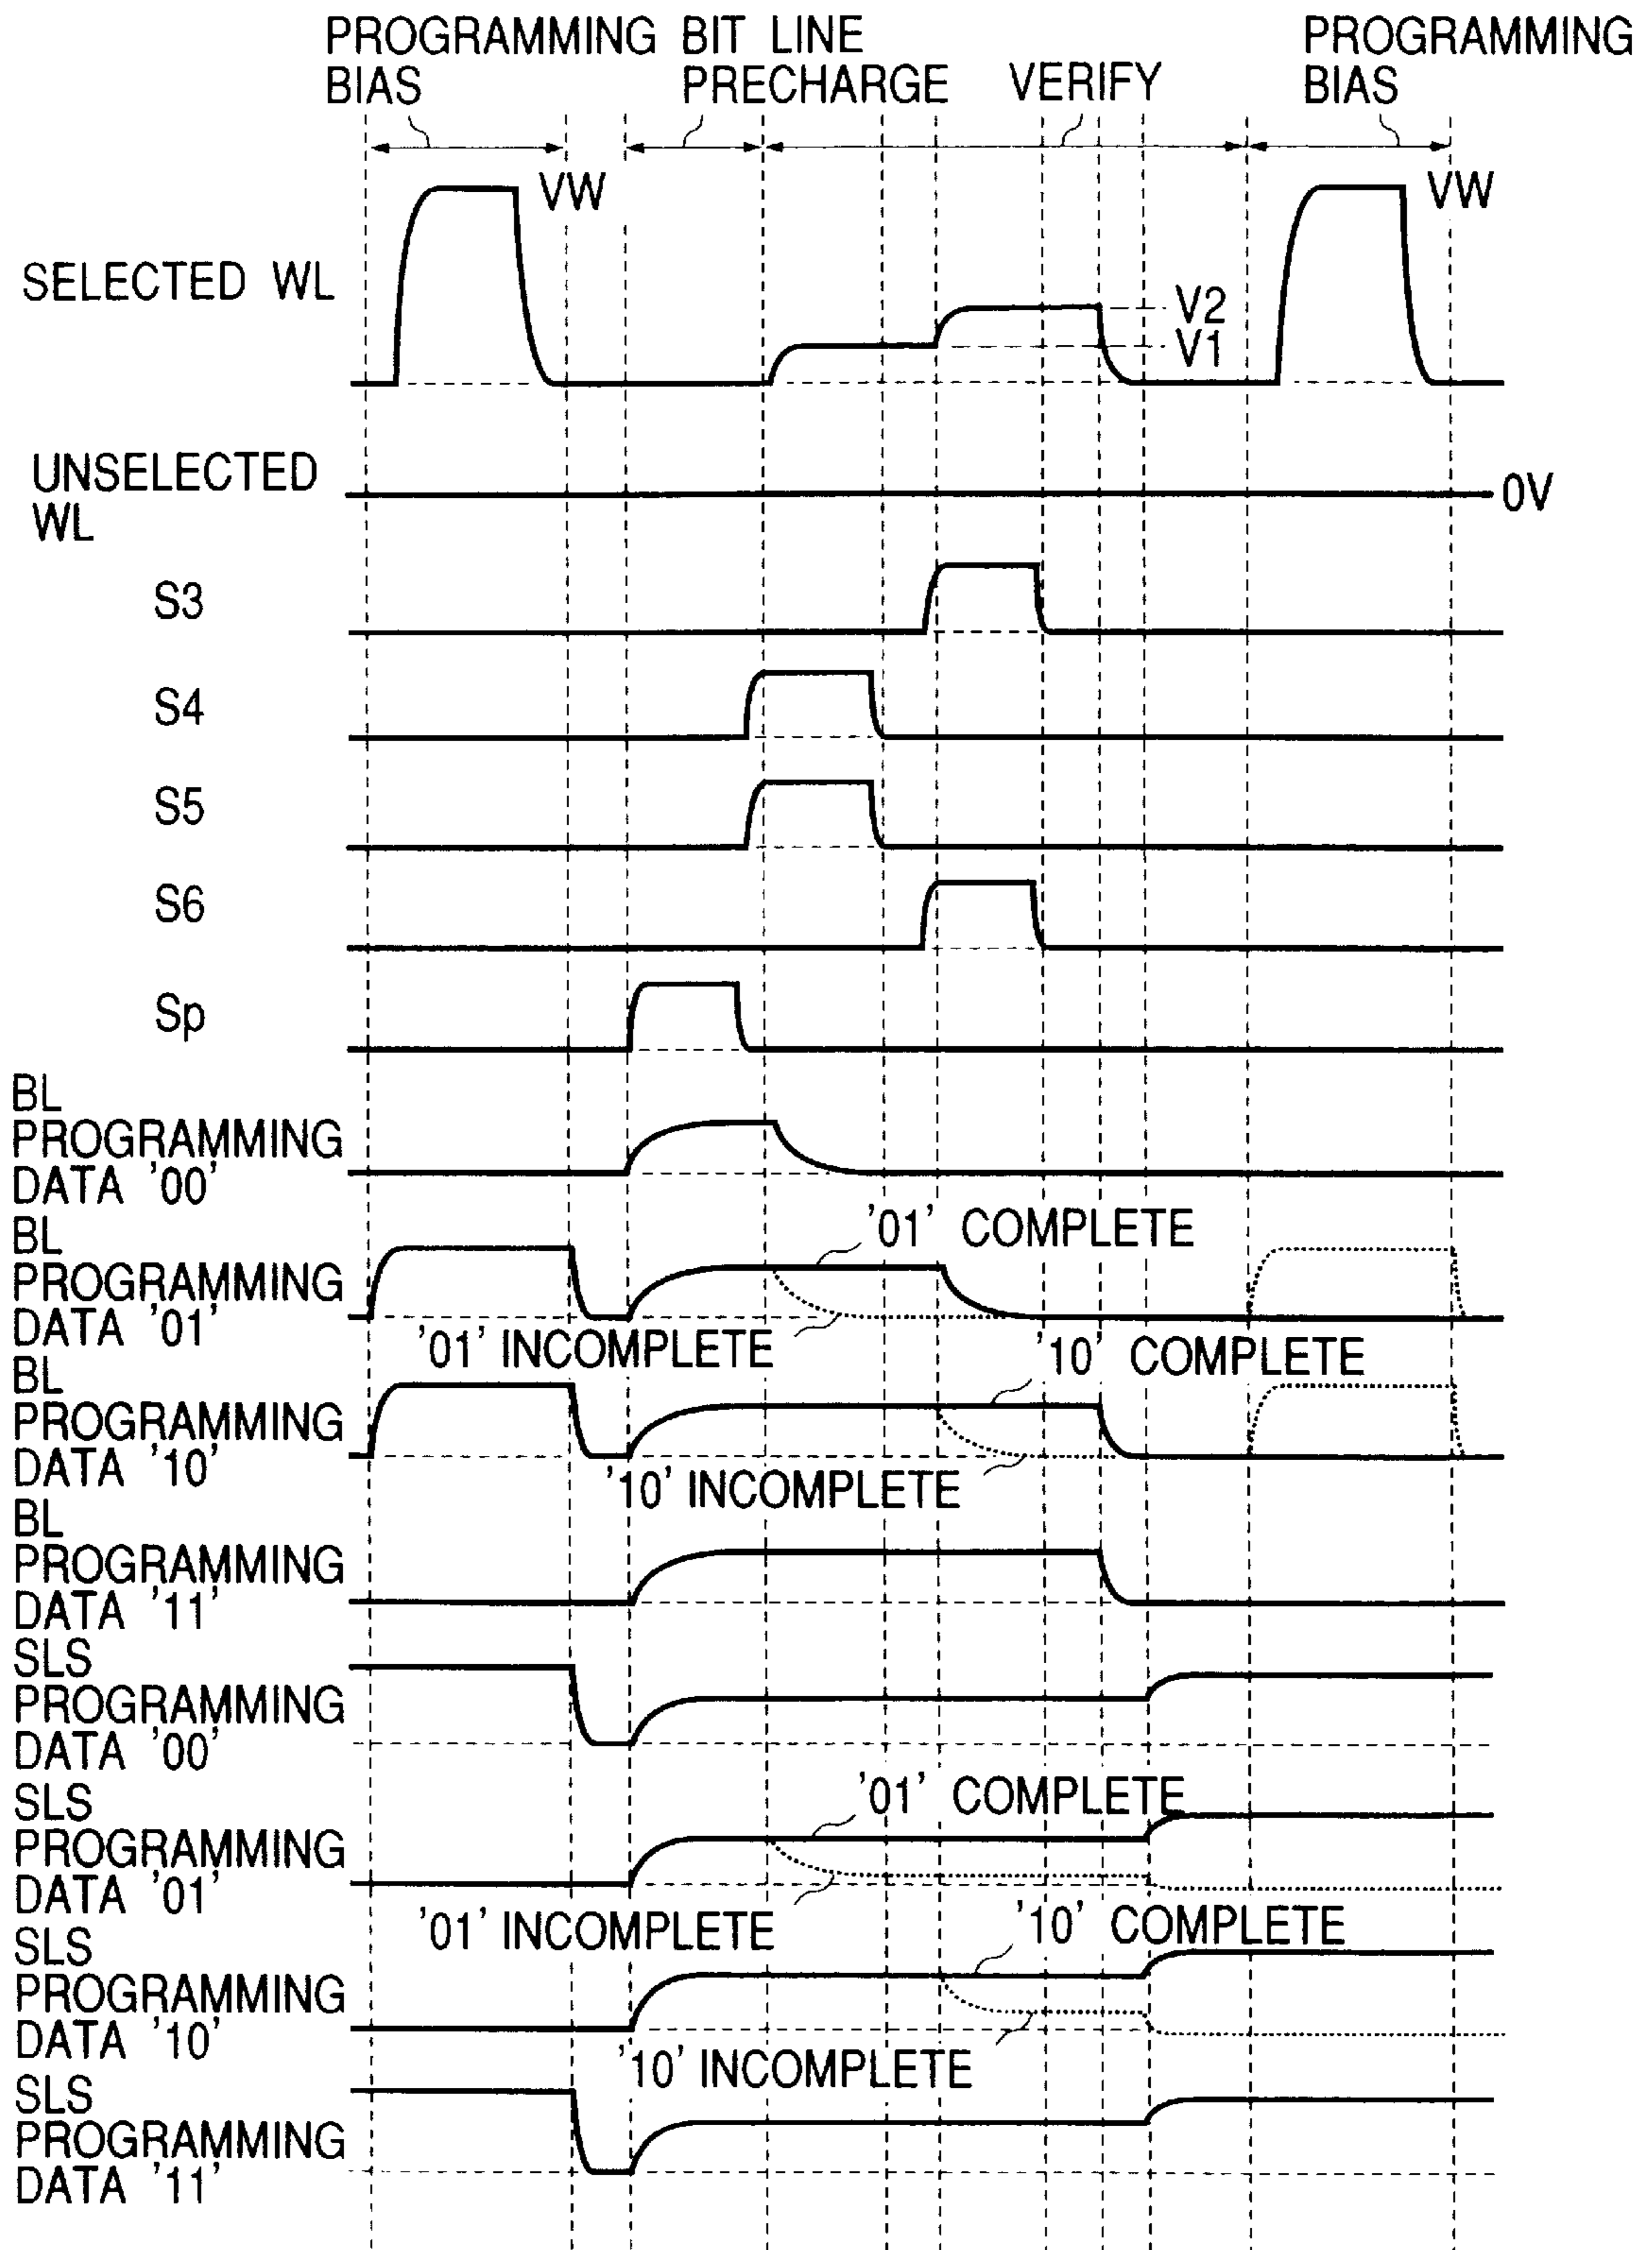 PROGRAMMING BIAS
BIT LINE PRECHARGE
VERIFY
PROGRAMMING BIAS
VW
VW
SELECTED WL
V2
V1
UNSELECTED WL
0V
S3
S4
S5
S6
Sp
BL
PROGRAMMING
DATA '00'
BL
PROGRAMMING
DATA '01'
'01' COMPLETE
'01' INCOMPLETE
BL
PROGRAMMING
DATA '10'
'10' COMPLETE
'10' INCOMPLETE
BL
PROGRAMMING
DATA '11'
SLS
PROGRAMMING
DATA '00'
SLS
PROGRAMMING
DATA '01'
'01' COMPLETE
'01' INCOMPLETE
SLS
PROGRAMMING
DATA '10'
'10' COMPLETE
'10' INCOMPLETE
SLS
PROGRAMMING
DATA '11'